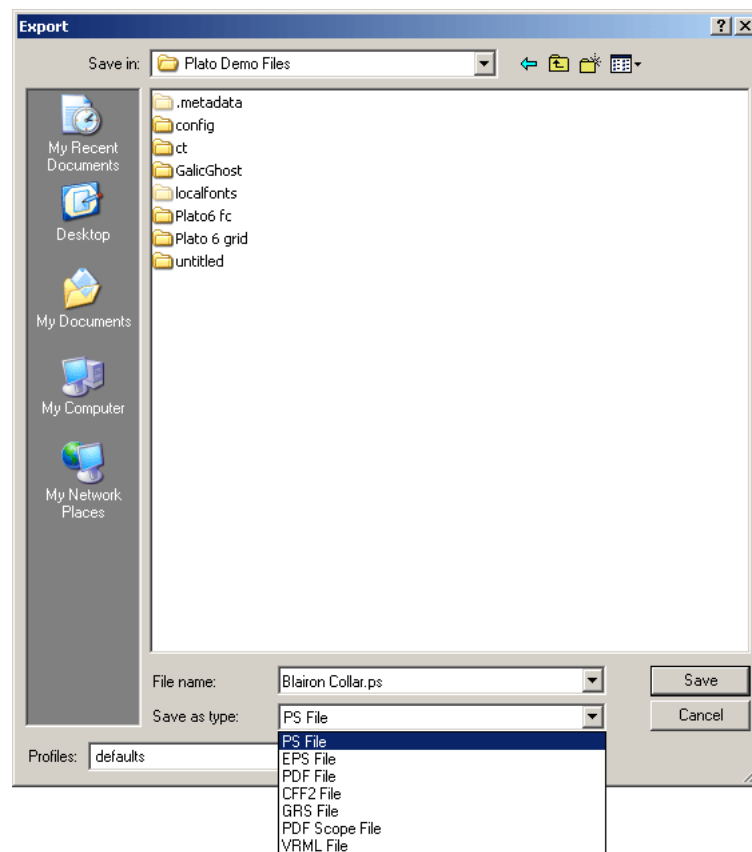 Export
Save in: Plato Demo Files
My Recent Documents
Desktop
My Documents
My Computer
My Network Places
.metadata
config
ct
GalicGhost
localfonts
Plato6 fc
Plato 6 grid
untitled
File name: Blairon Collar.ps Save
Save as type: PS File Cancel
Profiles: defaults
PS File
EPS File
PDF File
CFF2 File
GRS File
PDF Scope File
VRML File